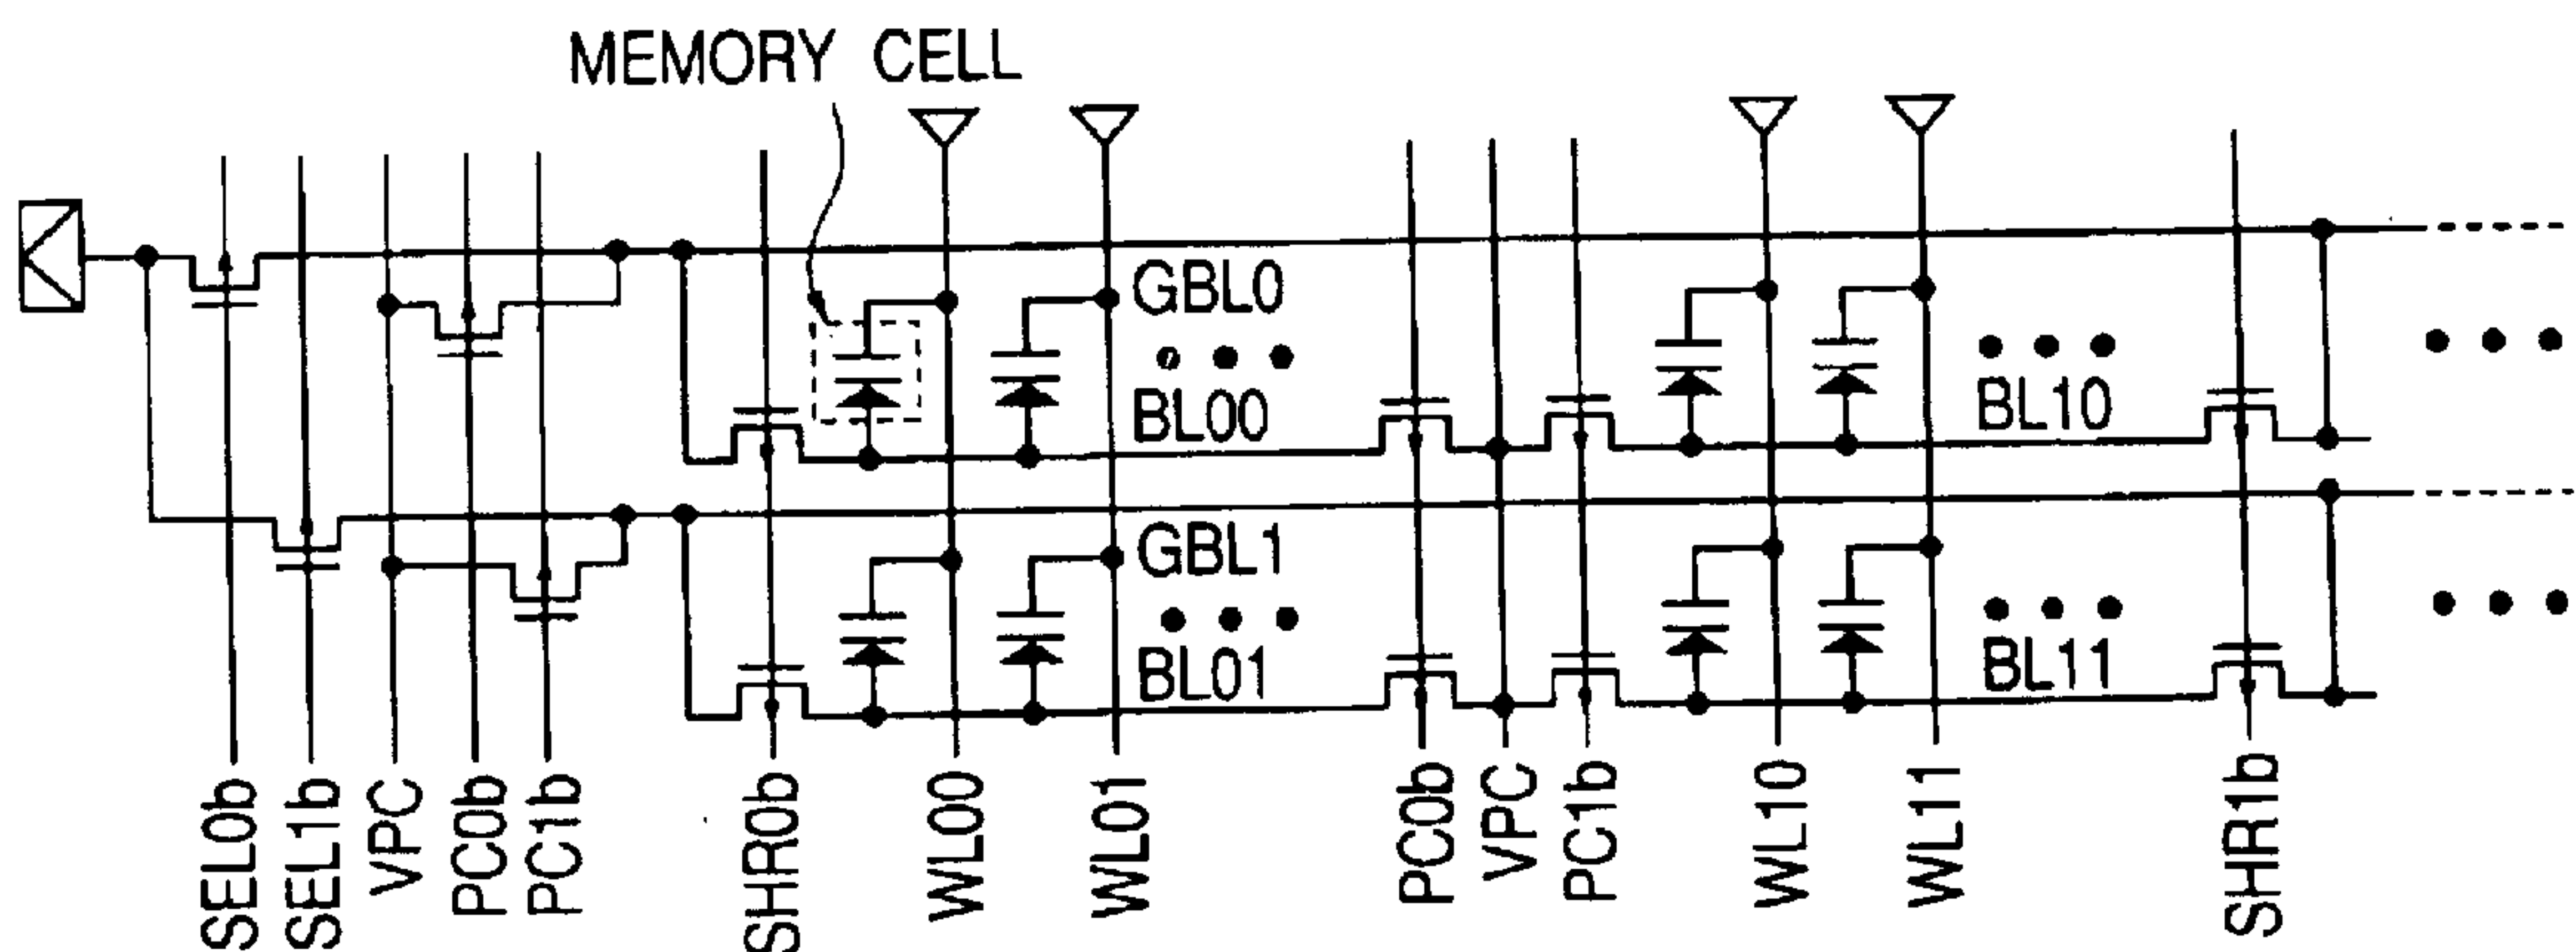 MEMORY CELL
GBL0
BL00
BL10
GBL1
BL01
BL11
SEL0b
SEL1b
VPC
PC0b
PC1b
SHR0b
WL00
WL01
PC0b
VPC
PC1b
WL10
WL11
SHR1b